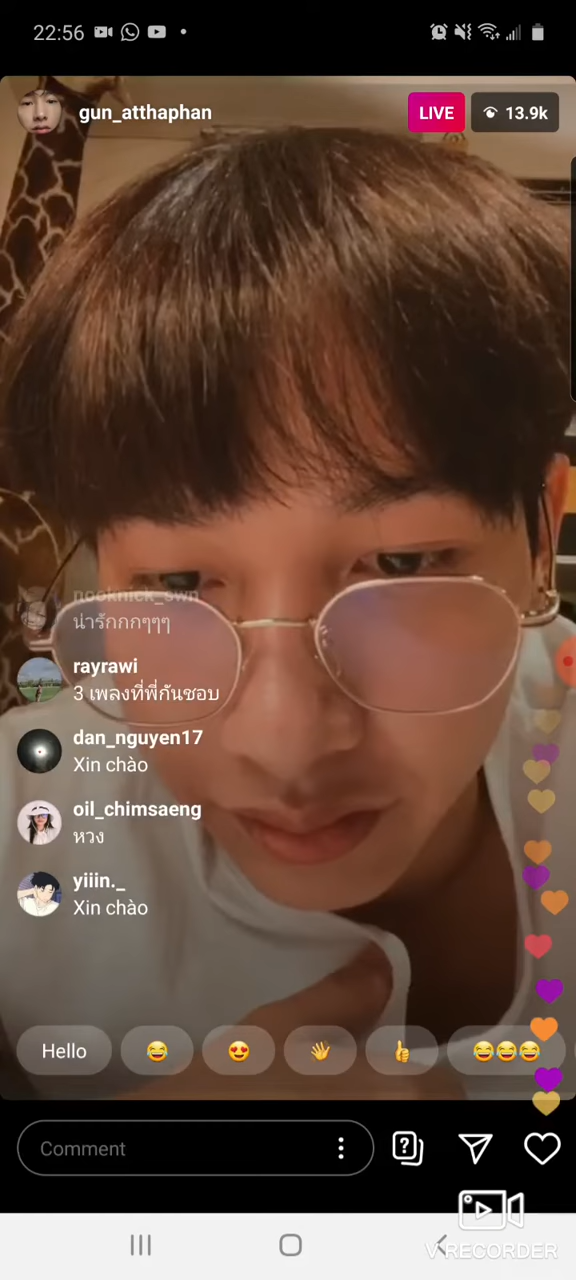 22:56
gun_atthaphan
LIVE
13.9k
nooknick_swn
น่ารักกกๆๆๆ
rayrawi
3 เพลงที่พี่กันชอบ
dan_nguyen17
Xin chào
oil_chimsaeng
หวง
yiiin._
Xin chào
Hello
Comment
V RECORDER